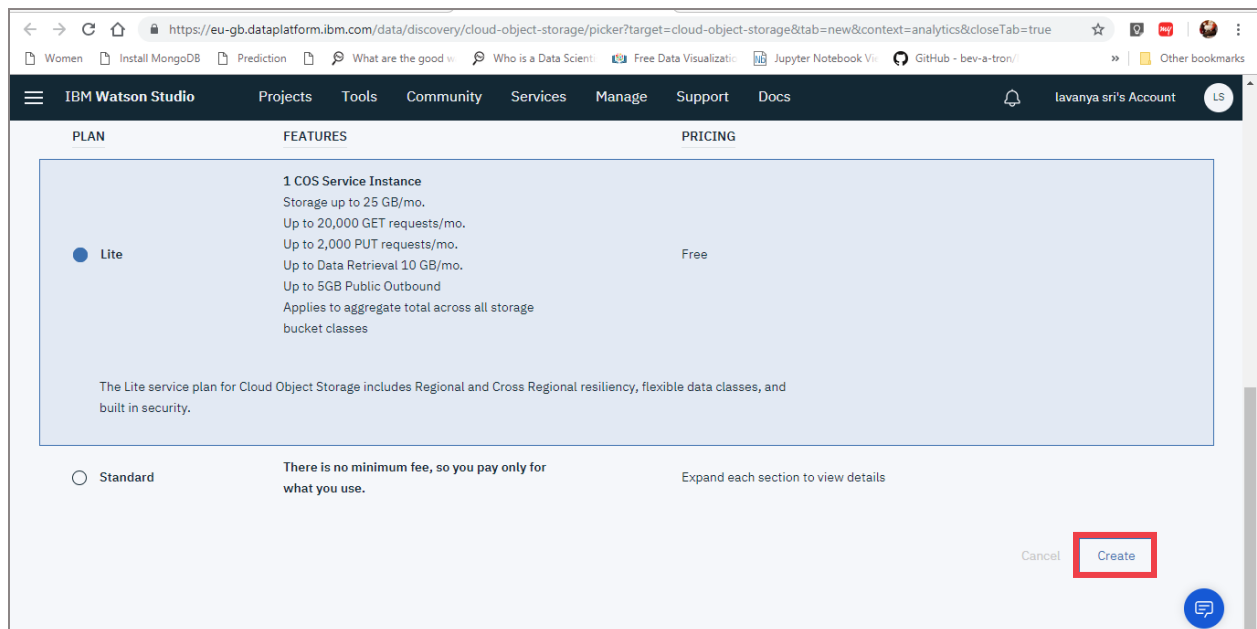 https://eu-gb.dataplatform.ibm.com/data/discovery/cloud-object-storage/picker?target=cloud-object-storage&tab=new&context=analytics&closeTab=true
Women Install MongoDB Prediction What are the good Who is a Data Scient Free Data Visualizatio Nb Jupyter Notebook Vi GitHub - bev-a-tron/ » Other bookmarks
IBM Watson Studio Projects Tools Community Services Manage Support Docs lavanya sri's Account LS
PLAN FEATURES PRICING
1 COS Service Instance
Storage up to 25 GB/mo.
Up to 20,000 GET requests/mo.
Up to 2,000 PUT requests/mo.
Lite Free
Up to Data Retrieval 10 GB/mo.
Up to 5GB Public Outbound
Applies to aggregate total across all storage
bucket classes
The Lite service plan for Cloud Object Storage includes Regional and Cross Regional resiliency, flexible data classes, and
built in security.
There is no minimum fee, so you pay only for
Standard Expand each section to view details
what you use.
Cancel Create